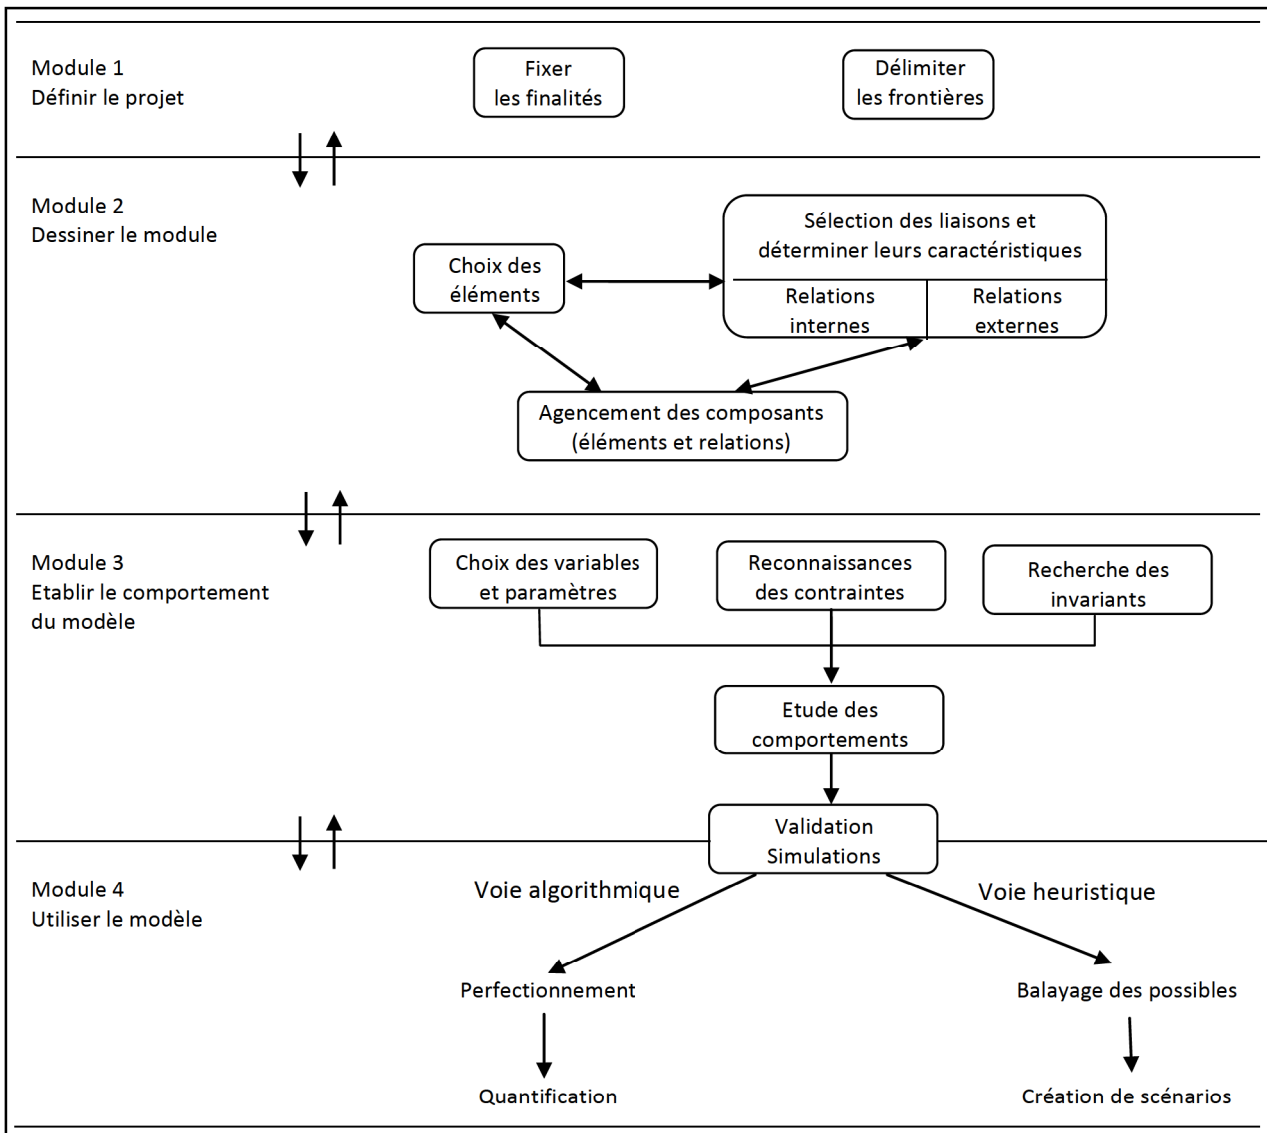 Module 1
Définir le projet
Fixer
les finalités
Délimiter
les frontières
Module 2
Dessiner le module
Choix des
éléments
Sélection des liaisons et
déterminer leurs caractéristiques
Relations
internes
Relations
externes
Agencement des composants
(éléments et relations)
Module 3
Etablir le comportement
du modèle
Choix des variables
et paramètres
Reconnaissances
des contraintes
Recherche des
invariants
Etude des
comportements
Validation
Simulations
Module 4
Utiliser le modèle
Voie algorithmique
Voie heuristique
Perfectionnement
Balayage des possibles
Quantification
Création de scénarios